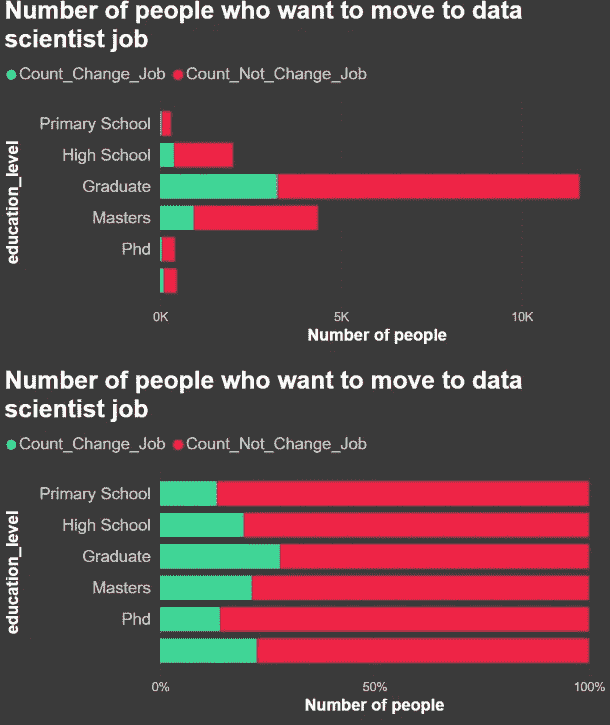 Number of people who want to move to data
scientist job
Count_Change_Job Count_Not_Change_Job
education_level
Primary School
High School
Graduate
Masters
Phd
0K 5K 10K
Number of people
Number of people who want to move to data
scientist job
Count_Change_Job Count_Not_Change_Job
education_level
Primary School
High School
Graduate
Masters
Phd
0% 50% 100%
Number of people